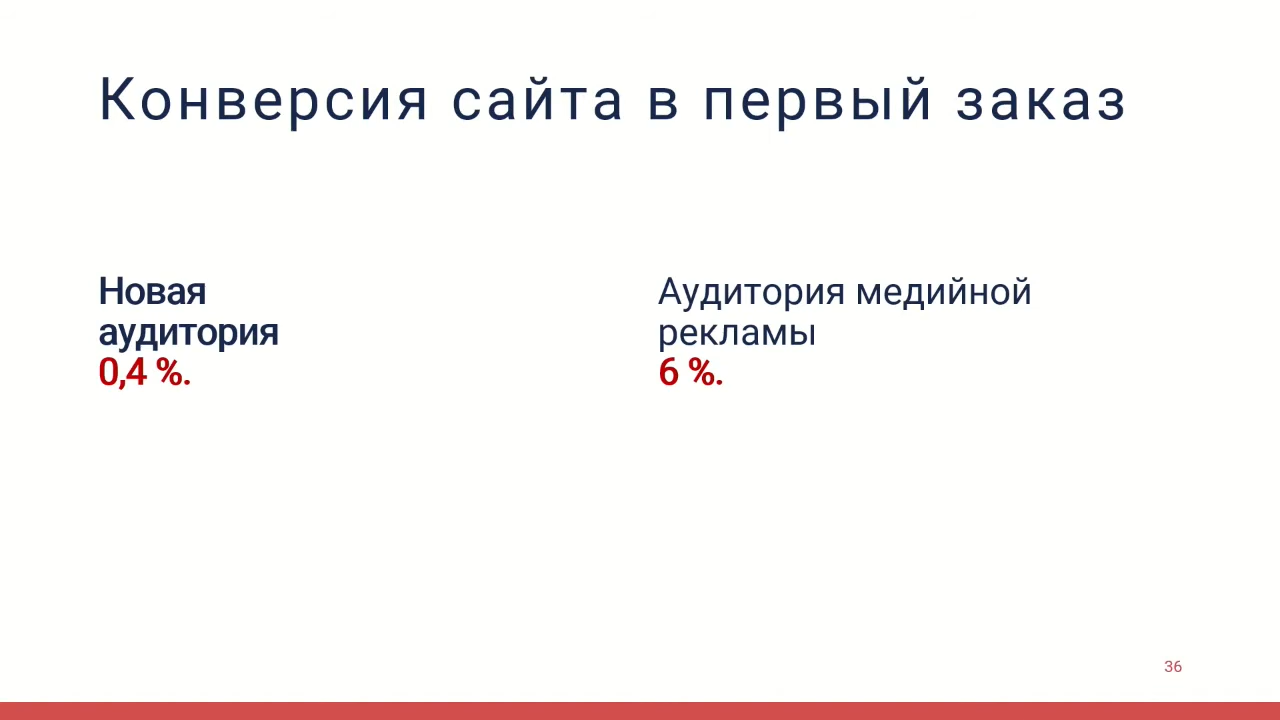 Конверсия сайта в первый заказ
Новая
аудитория
0,4 %.
Аудитория медийной
рекламы
6 %.
36